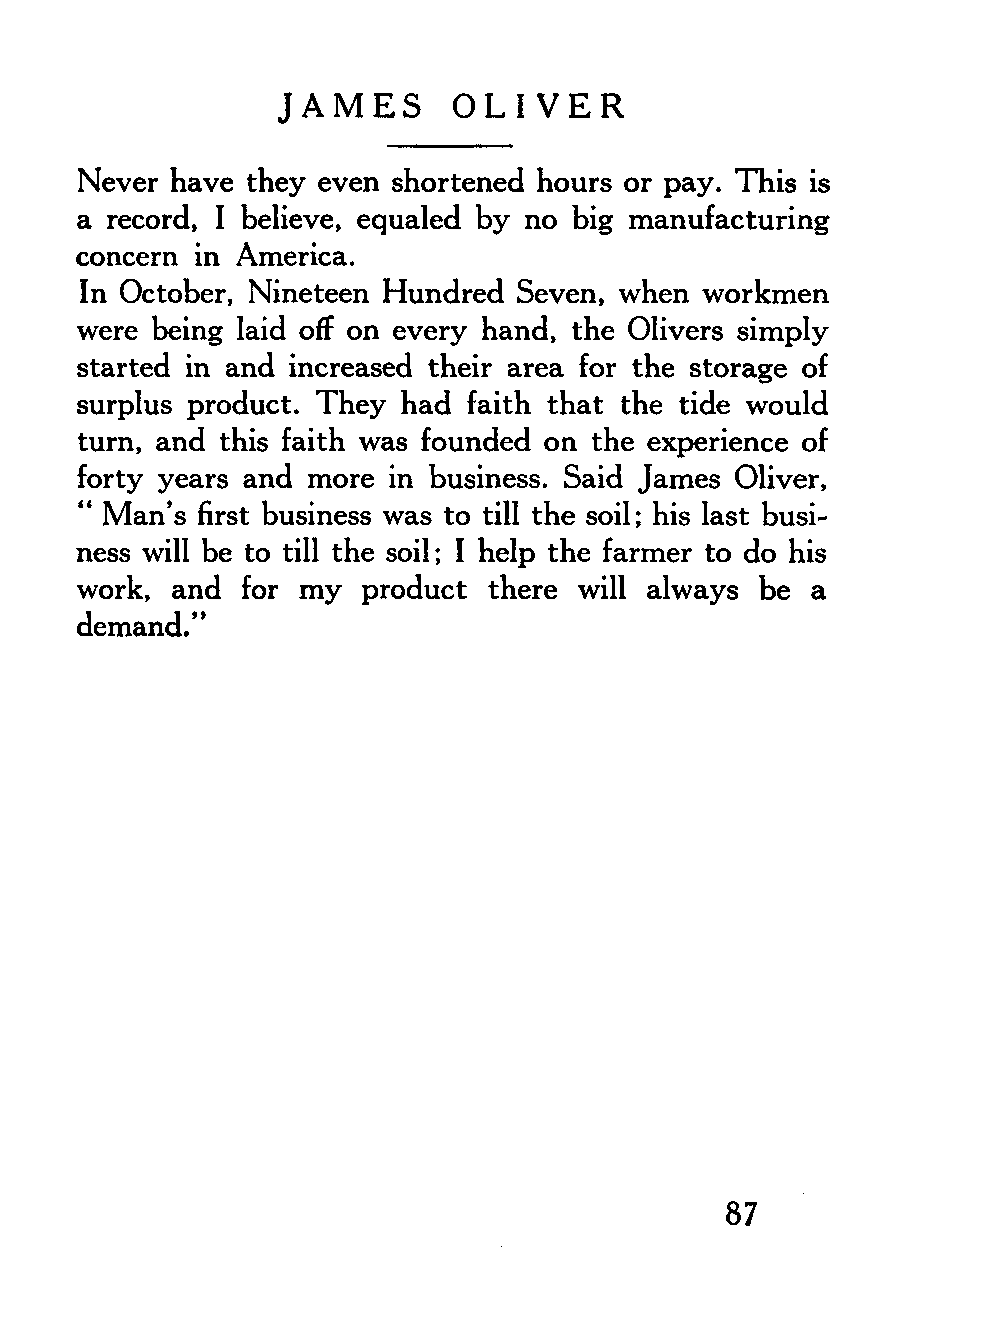 JAMES OLIVER
Never have they even shortened hours or pay. This is
a record, I believe, equaled by no big manufacturing
concern in America.
In October, Nineteen Hundred Seven, when workmen
were being laid off on every hand, the Olivers simply
started in and increased their area for the storage of
surplus product. They had faith that the tide would
turn, and this faith was founded on the experience of
forty years and more in business. Said James Oliver,
“ Man’s first business was to till the soil; his last busi-
ness will be to till the soil; I help the farmer to do his
work, and for my product there will always be a
demand.”
87